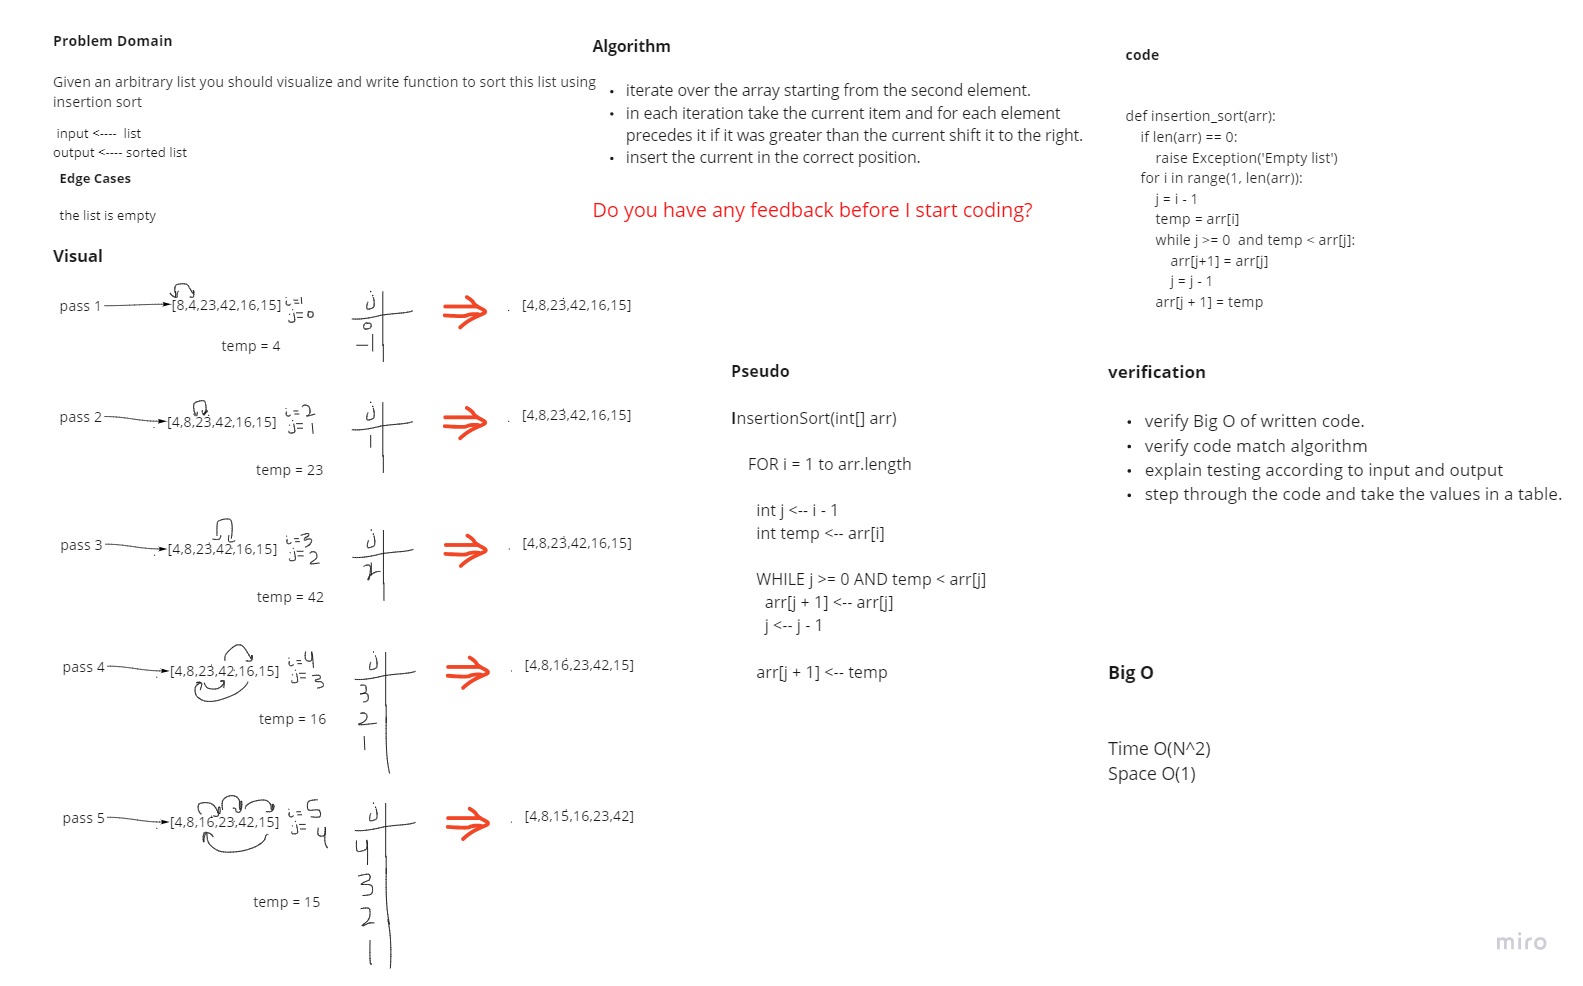 Problem Domain
Given an arbitrary list you should visualize and write function to sort this list using
insertion sort
input <---- list
output <---- sorted list
Edge Cases
the list is empty
Visual
pass 1
[8,4,23,42,16,15]
i=1
j=0
temp = 4
j
0
-1
[4,8,23,42,16,15]
pass 2
[4,8,23,42,16,15]
i=2
j=1
temp = 23
j
1
[4,8,23,42,16,15]
pass 3
[4,8,23,42,16,15]
i=3
j=2
temp = 42
j
2
[4,8,23,42,16,15]
pass 4
[4,8,23,42,16,15]
i=4
j=3
temp = 16
j
3
2
1
[4,8,16,23,42,15]
pass 5
[4,8,16,23,42,15]
i=5
j=4
temp = 15
j
4
3
2
1
[4,8,15,16,23,42]
Algorithm
• iterate over the array starting from the second element.
• in each iteration take the current item and for each element
precedes it if it was greater than the current shift it to the right.
• insert the current in the correct position.
Do you have any feedback before I start coding?
Pseudo
InsertionSort(int[] arr)
FOR i = 1 to arr.length
int j <-- i - 1
int temp <-- arr[i]
WHILE j >= 0 AND temp < arr[j]
arr[j + 1] <-- arr[j]
j <-- j - 1
arr[j + 1] <-- temp
code
def insertion_sort(arr):
if len(arr) == 0:
raise Exception('Empty list')
for i in range(1, len(arr)):
j = i - 1
temp = arr[i]
while j >= 0 and temp < arr[j]:
arr[j+1] = arr[j]
j = j - 1
arr[j + 1] = temp
verification
• verify Big O of written code.
• verify code match algorithm
• explain testing according to input and output
• step through the code and take the values in a table.
Big O
Time O(N^2)
Space O(1)
miro